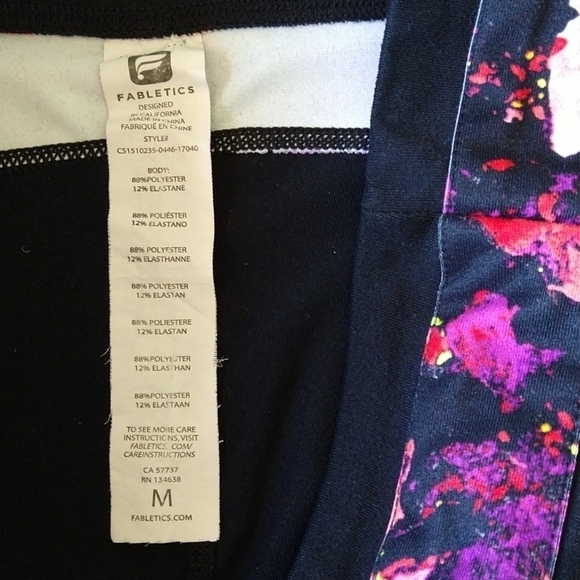 FABLETICS
DESIGNED
IN CALIFORNIA
MADE IN CHINA
FABRIQUÉ EN CHINE
STYLE#
CS1510235-0446-17040
BODY:
88%POLYESTER
12% ELASTANE
88% POLIÉSTER
12% ELASTANO
88% POLYESTER
12% ELASTHANNE
88% POLYESTER
12% ELASTAN
88% POLIESTERE
12% ELASTAN
88%POLYESTER
12% ELASTHAN
88%POLYESTER
12% ELASTAAN
TO SEE MORE CARE
INSTRUCTIONS, VISIT
FABLETICS. COM/
CAREINSTRUCTIONS
CA 57737
RN 134638
M
FABLETICS.COM